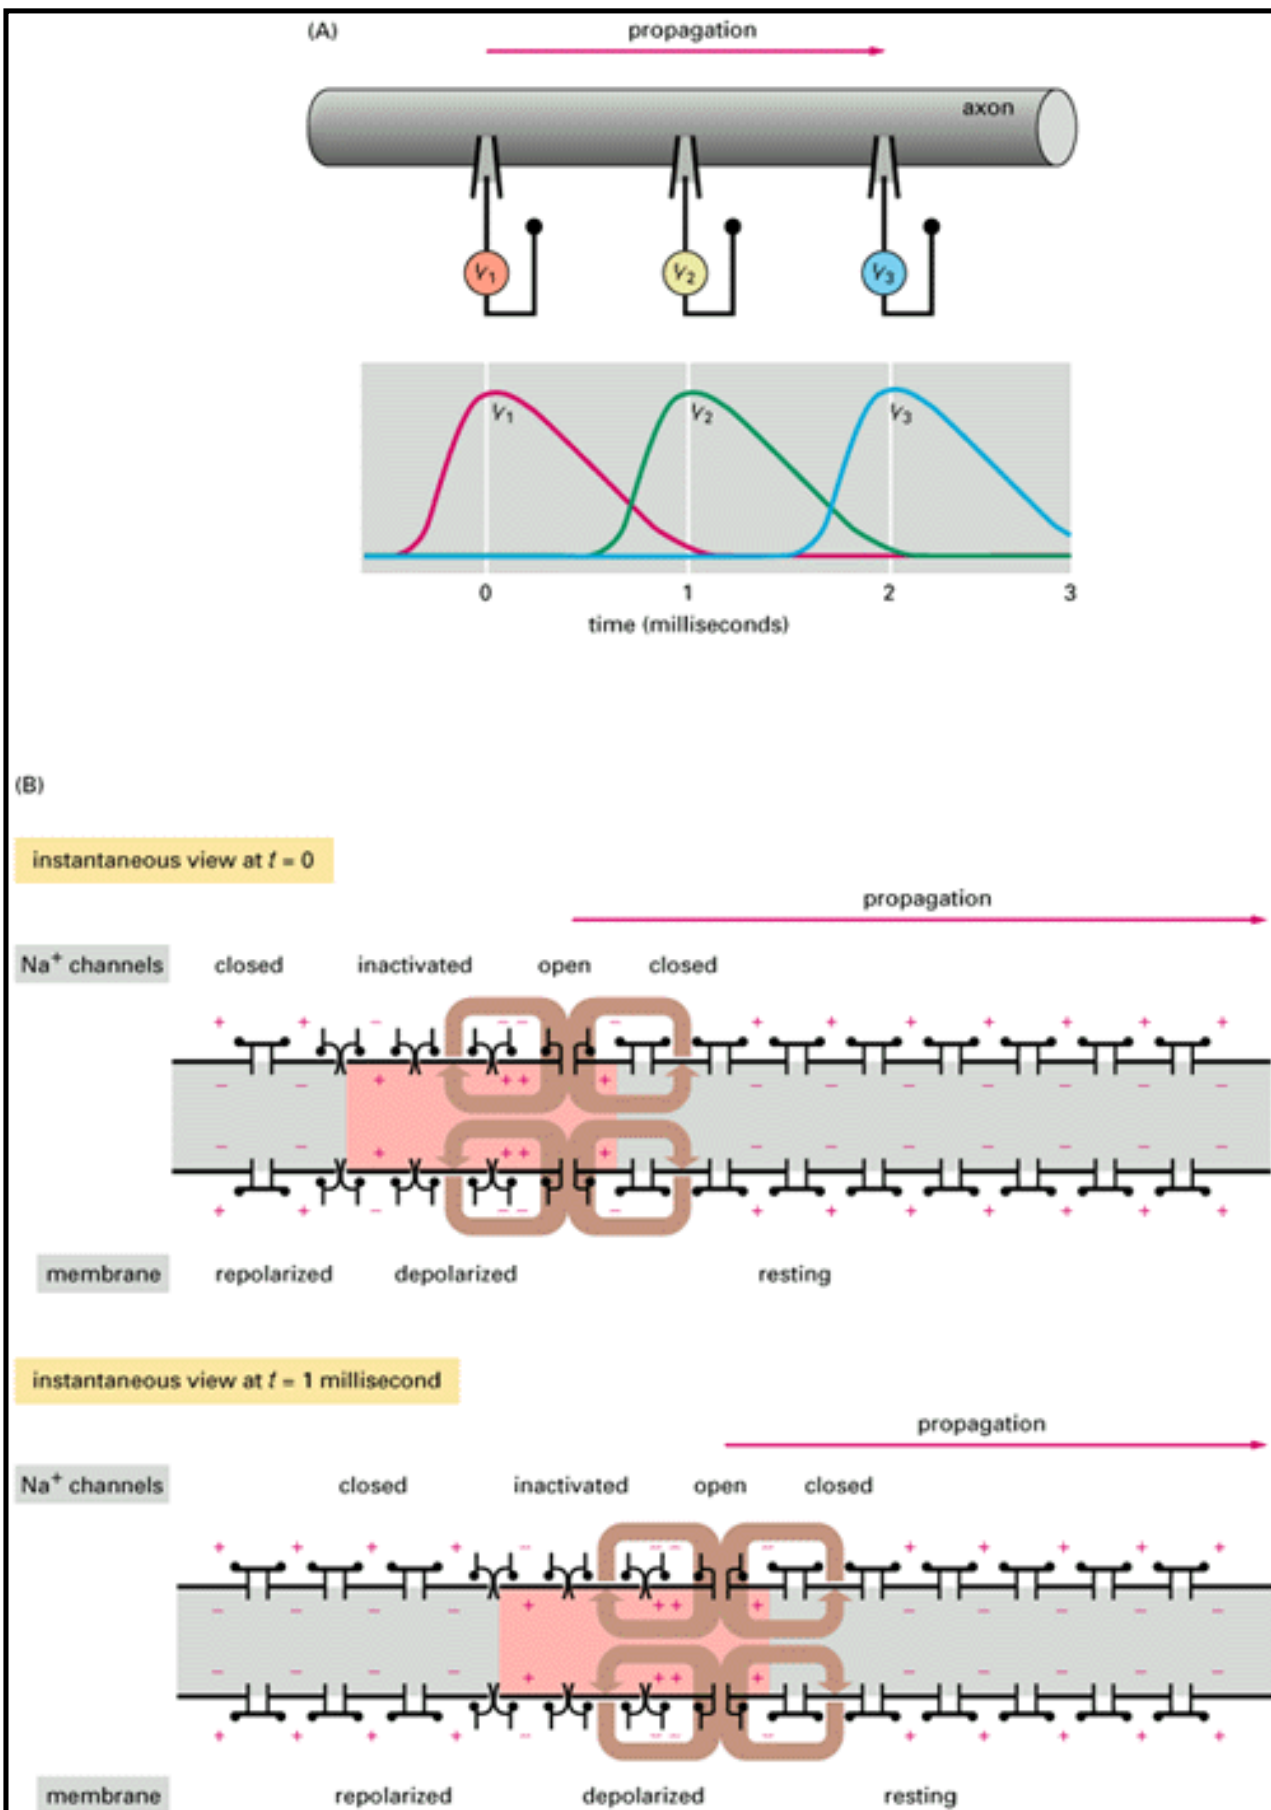 (A)
propagation
axon
V1
V2
V3
V1
V2
V3
0 1 2 3
time (milliseconds)
(B)
instantaneous view at t = 0
propagation
Na+ channels closed inactivated open closed
+ + − − − − + + + + + + +
− − + + + + − − − − − − −
− − + + + + − − − − − − −
+ + − − − − + + + + + + +
membrane repolarized depolarized resting
instantaneous view at t = 1 millisecond
propagation
Na+ channels closed inactivated open closed
+ + + + − − − − + + + + +
− − − − + + + + − − − − −
− − − − + + + + − − − − −
+ + + + − − − − + + + + +
membrane repolarized depolarized resting